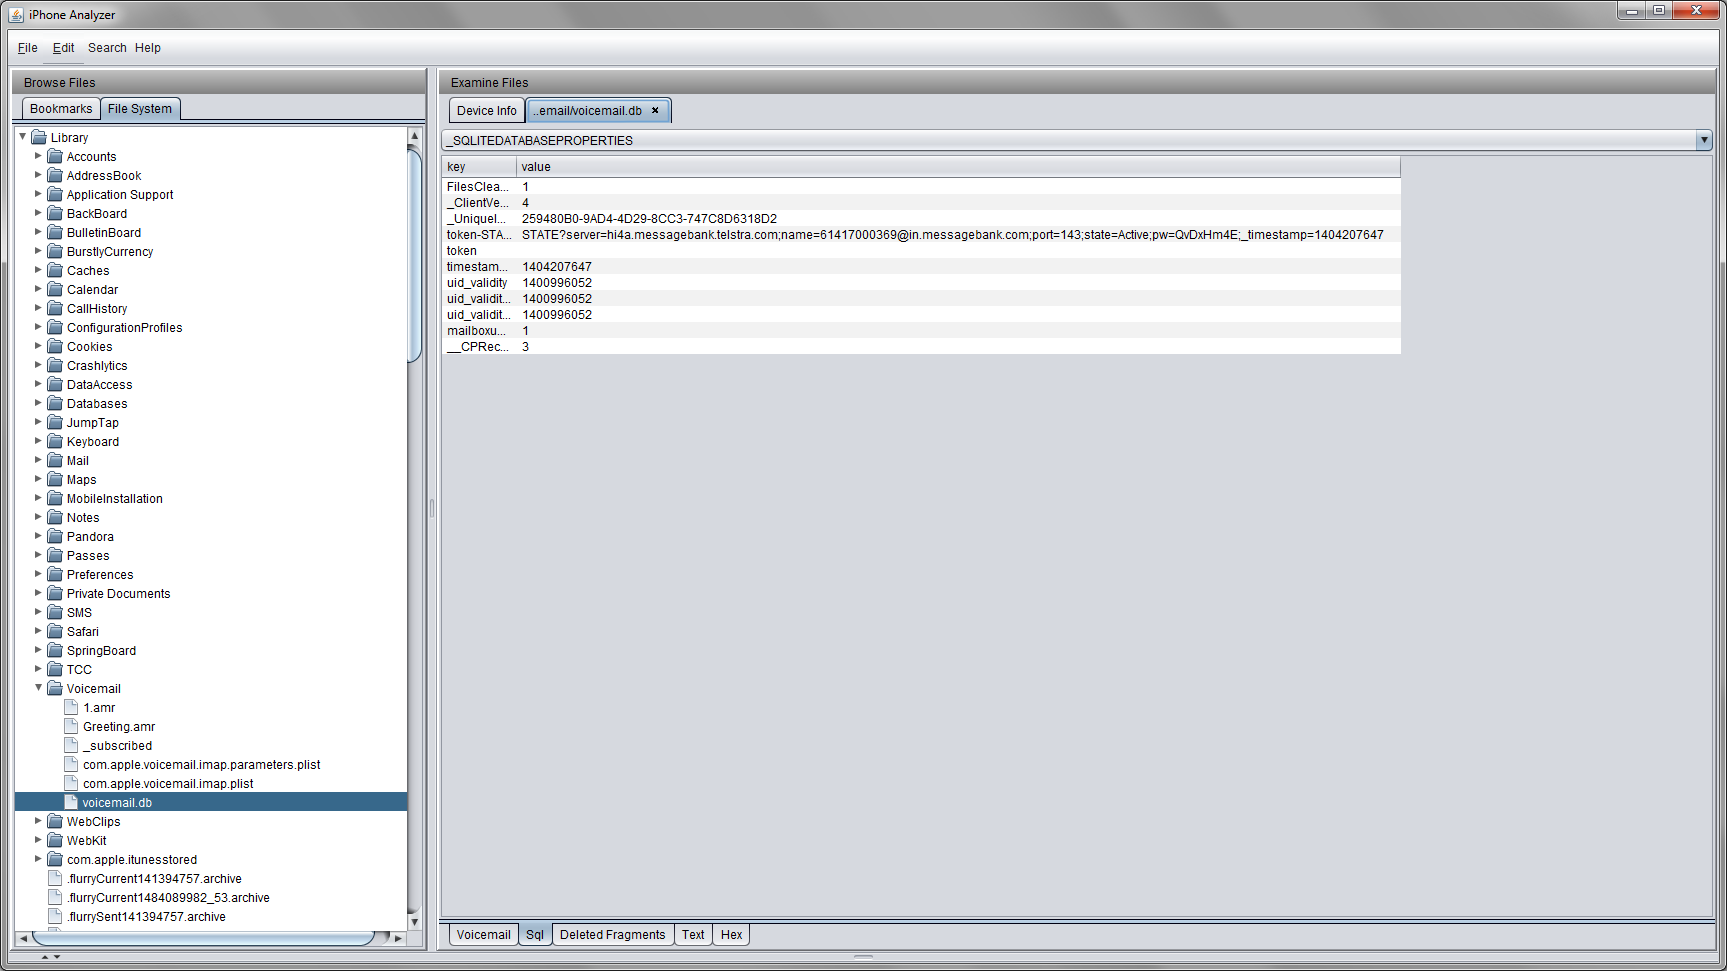 iPhone Analyzer
File Edit Search Help
Browse Files
Bookmarks File System
Library
Accounts
AddressBook
Application Support
BackBoard
BulletinBoard
BurstlyCurrency
Caches
Calendar
CallHistory
ConfigurationProfiles
Cookies
Crashlytics
DataAccess
Databases
JumpTap
Keyboard
Mail
Maps
MobileInstallation
Notes
Pandora
Passes
Preferences
Private Documents
SMS
Safari
SpringBoard
TCC
Voicemail
1.amr
Greeting.amr
_subscribed
com.apple.voicemail.imap.parameters.plist
com.apple.voicemail.imap.plist
voicemail.db
WebClips
WebKit
com.apple.itunesstored
.flurryCurrent141394757.archive
.flurryCurrent1484089982_53.archive
.flurrySent141394757.archive
Examine Files
Device Info ..email/voicemail.db ×
_SQLITEDATABASEPROPERTIES
key value
FilesClea... 1
_ClientVe... 4
_UniqueI... 259480B0-9AD4-4D29-8CC3-747C8D6318D2
token-STA... STATE?server=hi4a.messagebank.telstra.com;name=61417000369@in.messagebank.com;port=143;state=Active;pw=QvDxHm4E;_timestamp=1404207647
token
timestam... 1404207647
uid_validity 1400996052
uid_validit... 1400996052
uid_validit... 1400996052
mailboxu... 1
__CPRec... 3
Voicemail Sql Deleted Fragments Text Hex